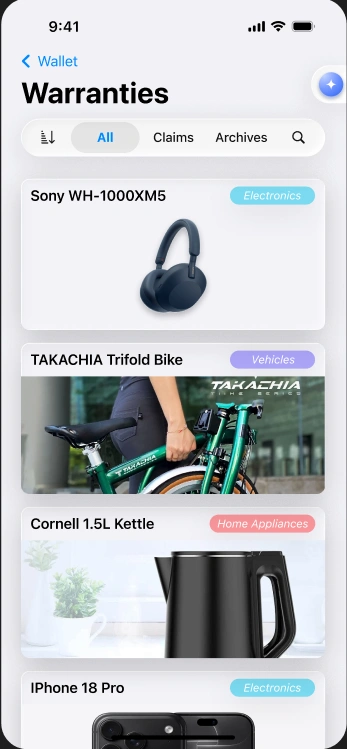 9:41
Wallet
Warranties
All Claims Archives
Sony WH-1000XM5 Electronics
TAKACHIA Trifold Bike Vehicles
TAKACHIA
TAKACHIA
Cornell 1.5L Kettle Home Appliances
IPhone 18 Pro Electronics